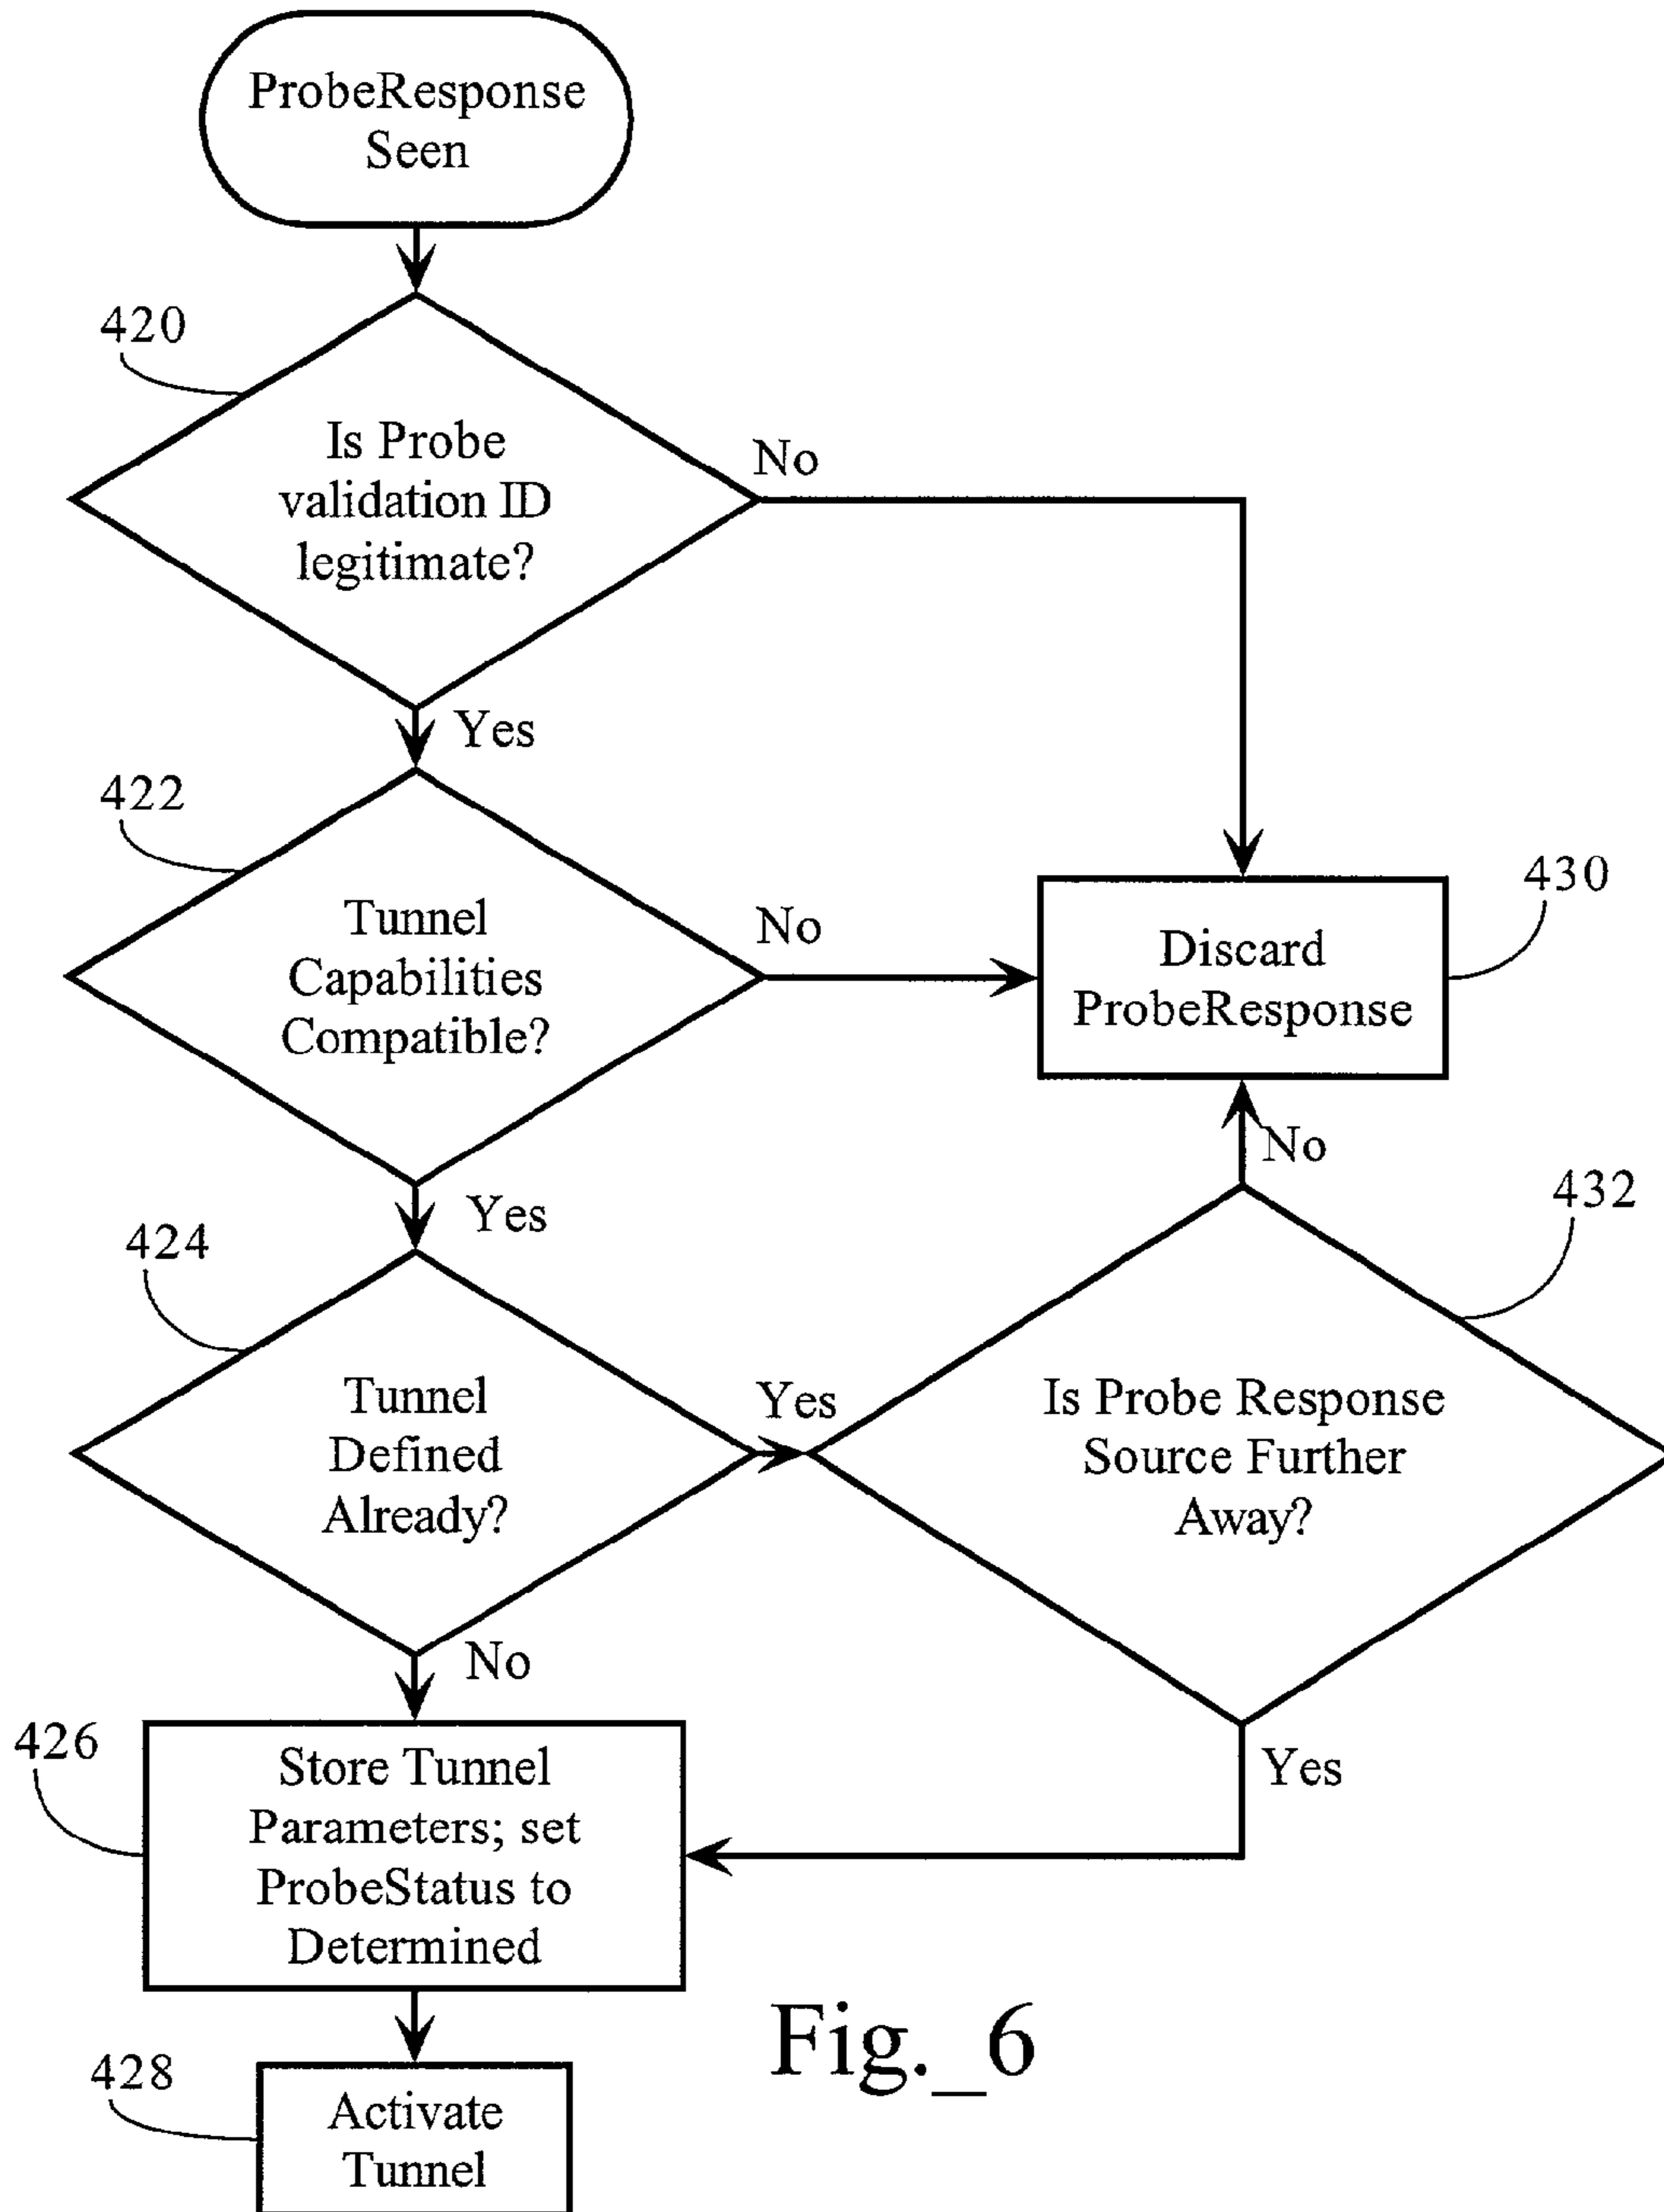 ProbeResponse
Seen
420
Is Probe
validation ID
legitimate?
No
Yes
422
Tunnel
Capabilities
Compatible?
No
430
Discard
ProbeResponse
Yes
No
432
424
Tunnel
Defined
Already?
Yes
Is Probe Response
Source Further
Away?
No
Yes
426
Store Tunnel
Parameters; set
ProbeStatus to
Determined
428
Activate
Tunnel
Fig._6